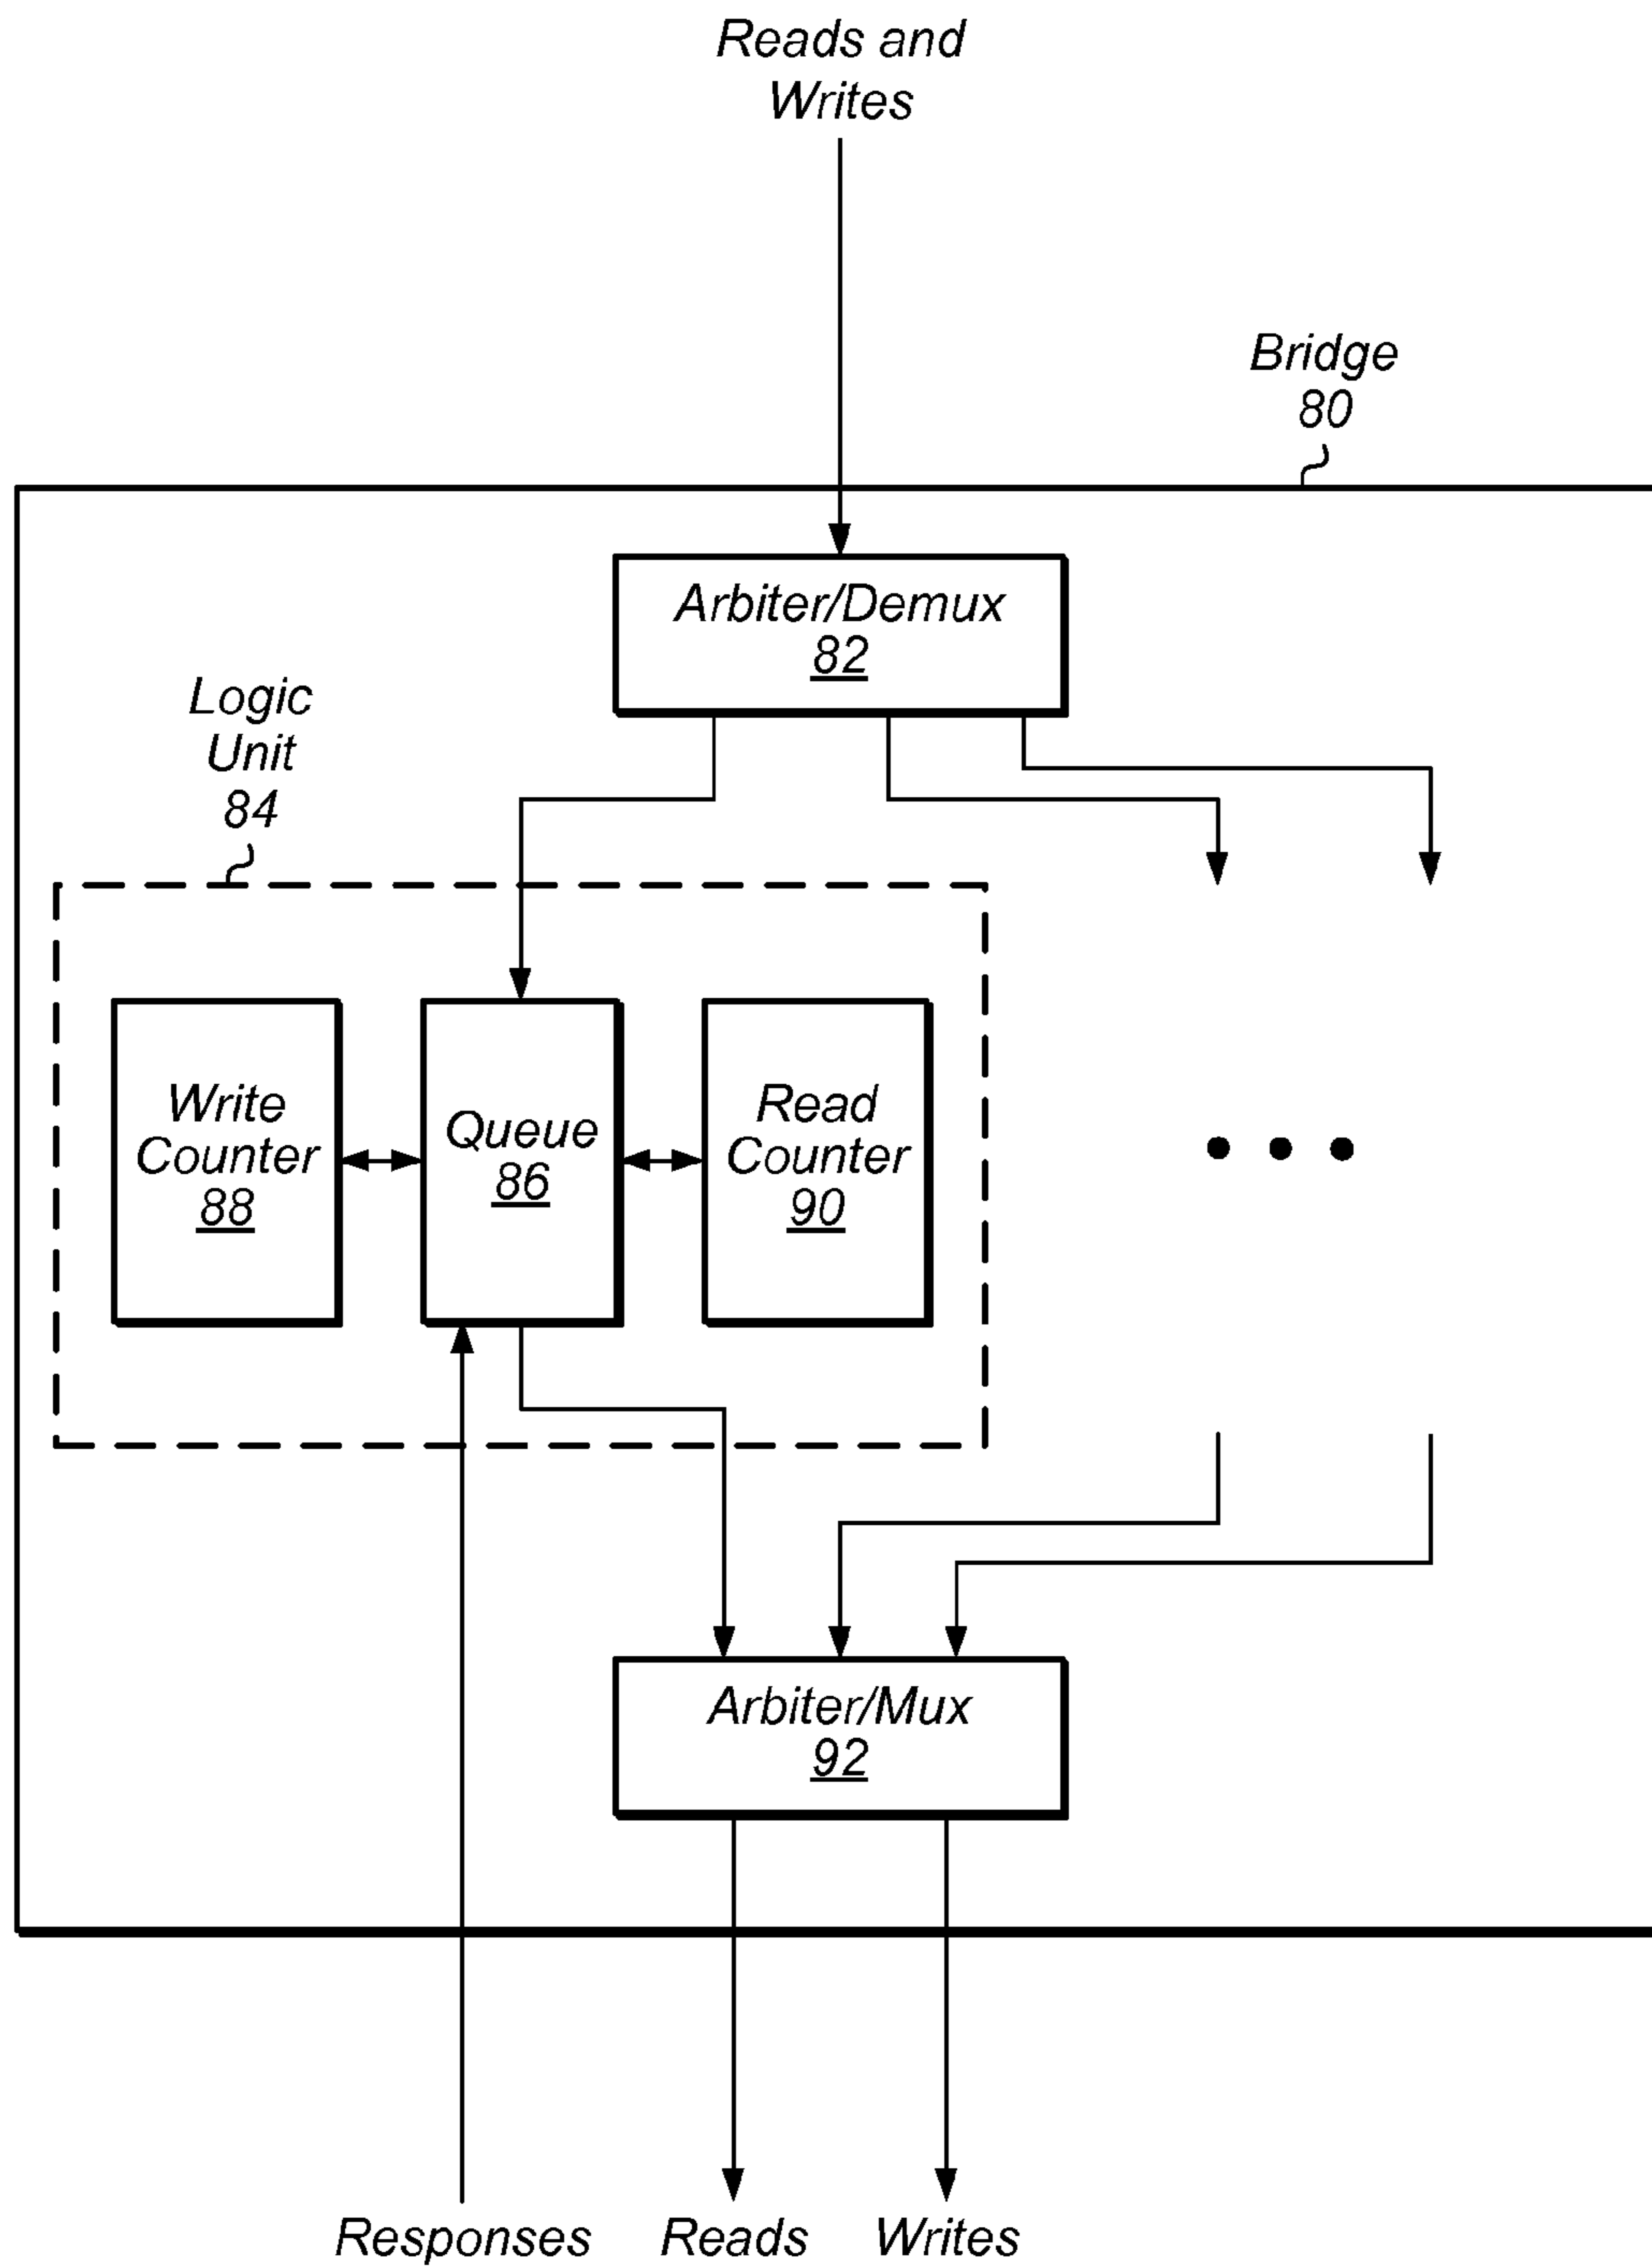 Reads and
Writes
Bridge
80
Arbiter/Demux
82
Logic
Unit
84
Write
Counter
88
Queue
86
Read
Counter
90
Arbiter/Mux
92
Responses
Reads
Writes